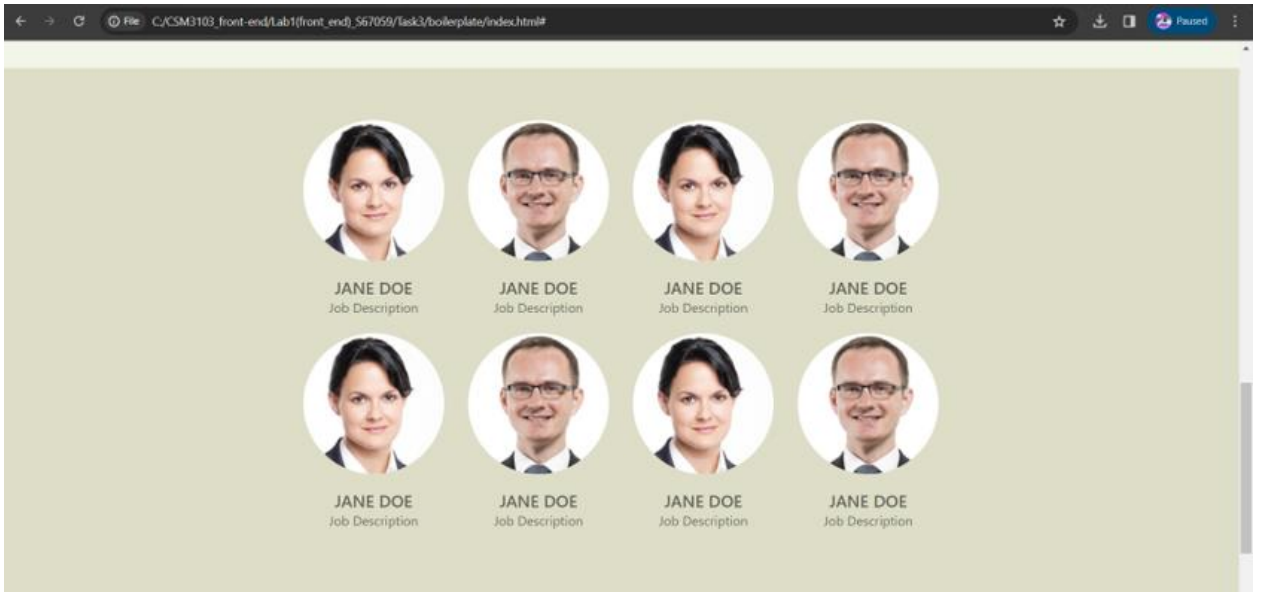 File C:/CSM3103_front-end/Lab1(front_end)_S67059/Task3/boilerplate/index.html# Paused
JANE DOE JANE DOE JANE DOE JANE DOE
Job Description Job Description Job Description Job Description
JANE DOE JANE DOE JANE DOE JANE DOE
Job Description Job Description Job Description Job Description